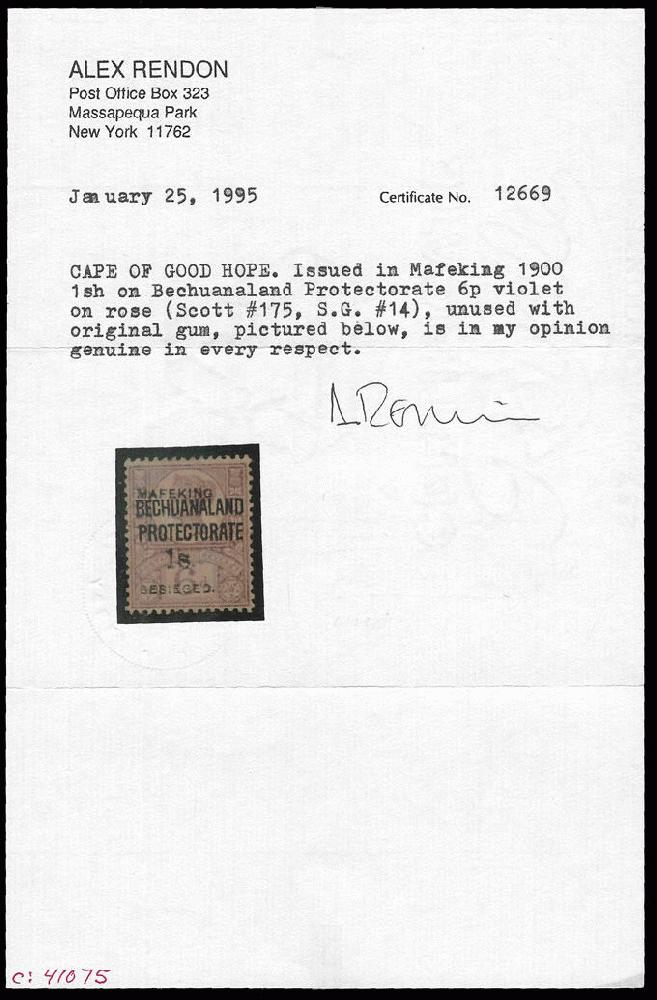 ALEX RENDON
Post Office Box 323
Massapequa Park
New York 11762
January 25, 1995 Certificate No. 12669
CAPE OF GOOD HOPE. Issued in Mafeking 1900
1sh on Bechuanaland Protectorate 6p violet
on rose (Scott #175, S.G. #14), unused with
original gum, pictured below, is in my opinion
genuine in every respect.
MAFEKING
BECHUANALAND
PROTECTORATE
1s.
BESIEGED.
C: 41075